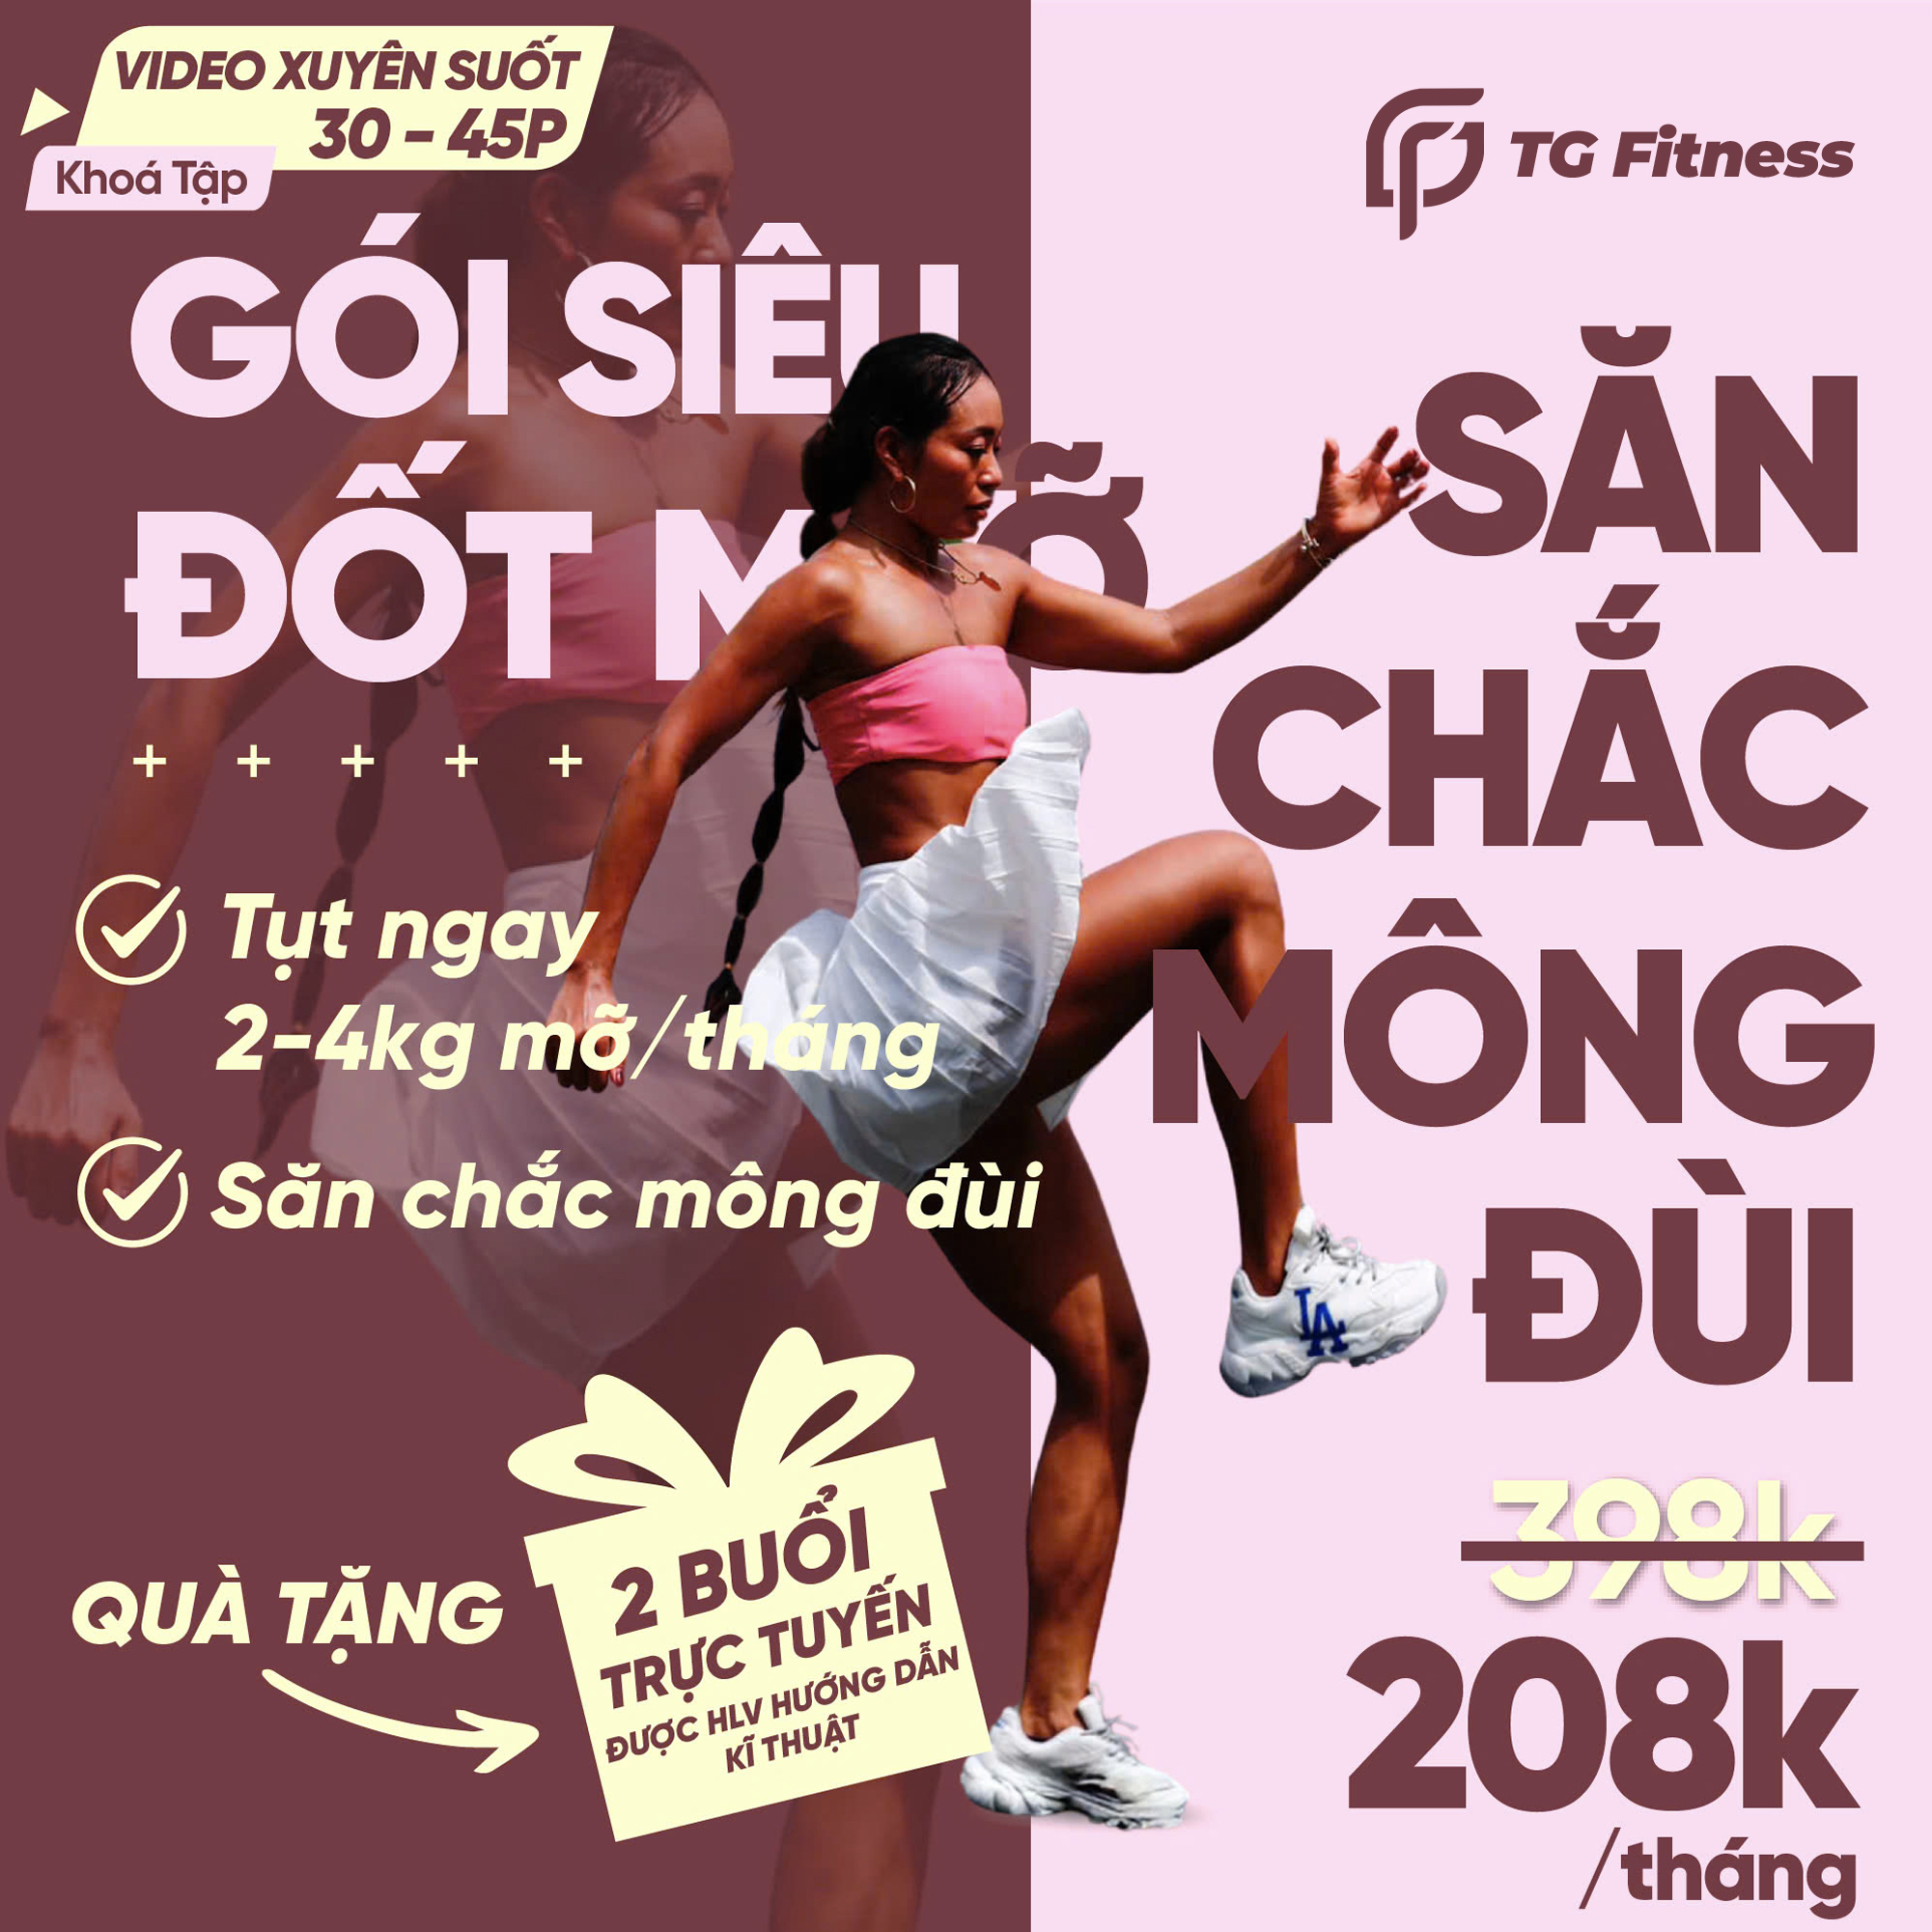 VIDEO XUYÊN SUỐT
30 - 45P
Khoá Tập
GÓI SIÊU
ĐỐT MỠ
+ + + + +
Tụt ngay
2-4kg mỡ/tháng
Săn chắc mông đùi
QUÀ TẶNG
2 BUỔI
TRỰC TUYẾN
ĐƯỢC HLV HƯỚNG DẪN
KĨ THUẬT
TG Fitness
SĂN
CHẮC
MÔNG
ĐÙI
398k
208k
/tháng
LA